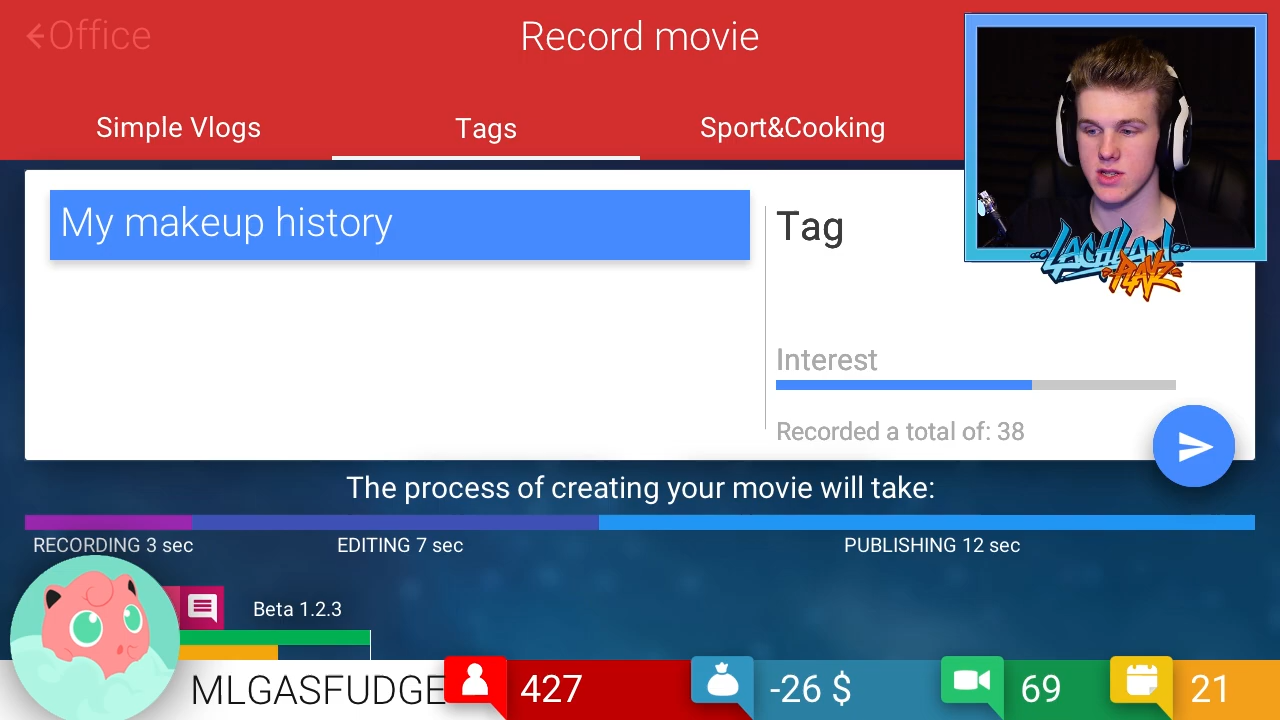 Office
Record movie
Simple Vlogs
Tags
Sport&Cooking
My makeup history
Tag
LACHLAN
PLAYZ
Interest
Recorded a total of: 38
The process of creating your movie will take:
RECORDING 3 sec
EDITING 7 sec
PUBLISHING 12 sec
Beta 1.2.3
MLGASFUDGE
427
-26 $
69
21